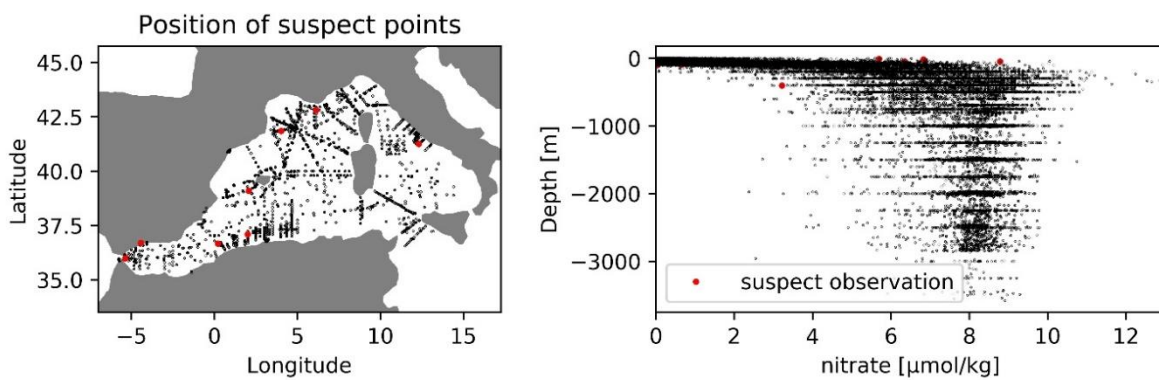 Position of suspect points
45.0
42.5
40.0
37.5
35.0
Latitude
−5 0 5 10 15
Longitude
0
−1000
−2000
−3000
Depth [m]
suspect observation
0 2 4 6 8 10 12
nitrate [μmol/kg]